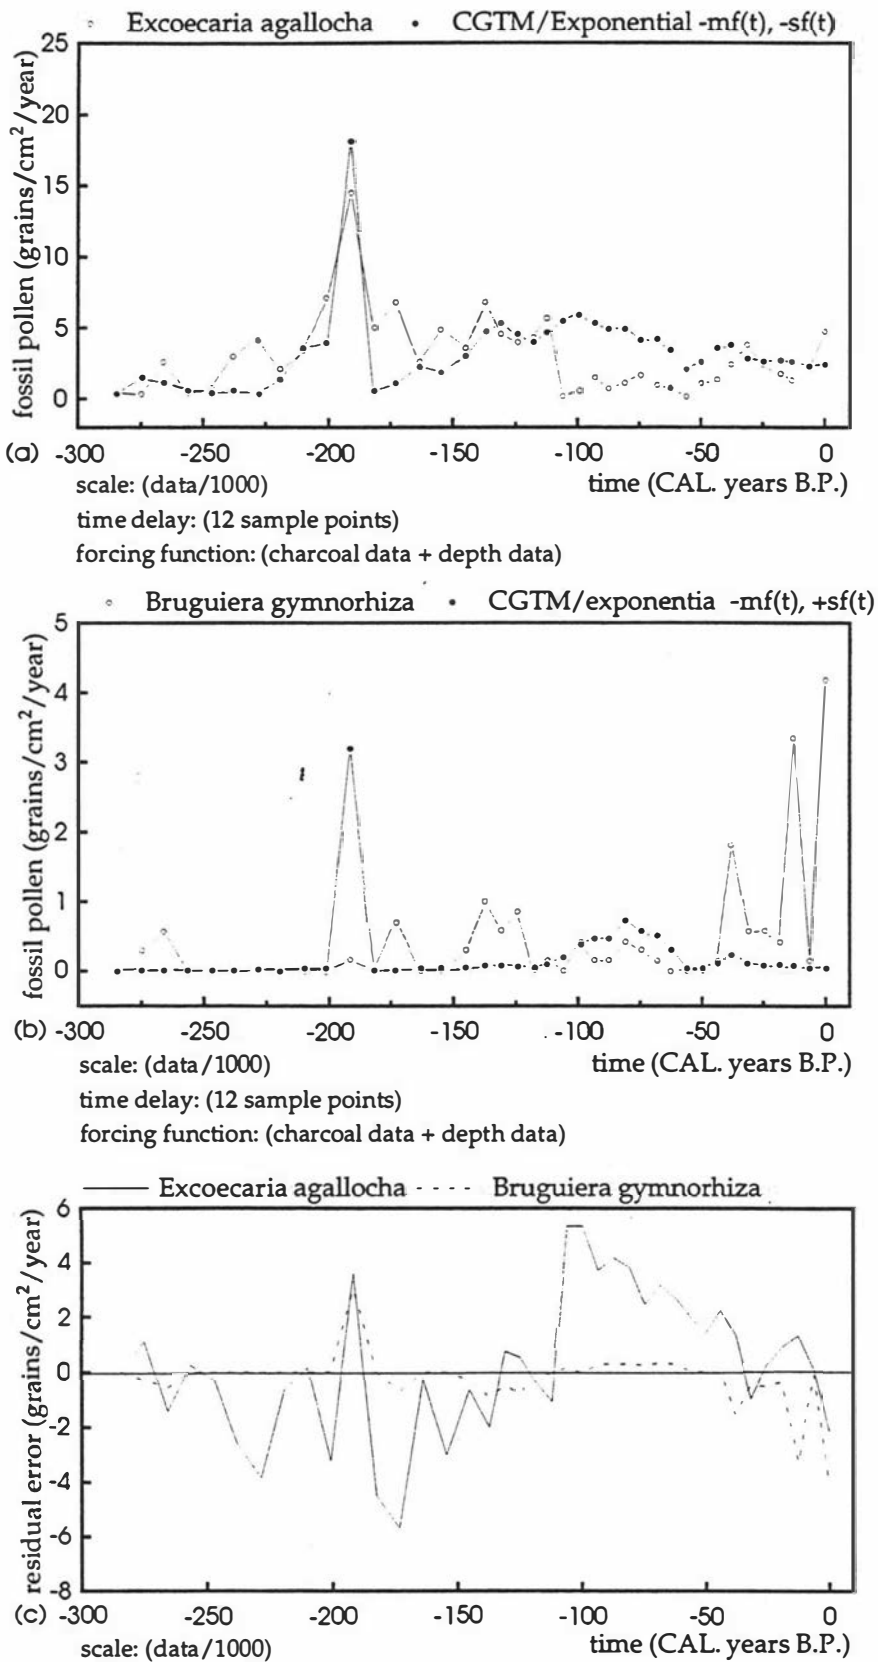 Excoecaria agallocha CGTM/Exponential -mf(t), -sf(t)
fossil pollen (grains/cm²/year)
25
20
15
10
5
0
(a) -300 -250 -200 -150 -100 -50 0
scale: (data/1000) time (CAL. years B.P.)
time delay: (12 sample points)
forcing function: (charcoal data + depth data)
Bruguiera gymnorhiza CGTM/exponentia -mf(t), +sf(t)
fossil pollen (grains/cm²/year)
5
4
3
2
1
0
(b) -300 -250 -200 -150 -100 -50 0
scale: (data/1000) time (CAL. years B.P.)
time delay: (12 sample points)
forcing function: (charcoal data + depth data)
Excoecaria agallocha Bruguiera gymnorhiza
residual error (grains/cm²/year)
6
4
2
0
-2
-4
-6
-8
(c) -300 -250 -200 -150 -100 -50 0
scale: (data/1000) time (CAL. years B.P.)